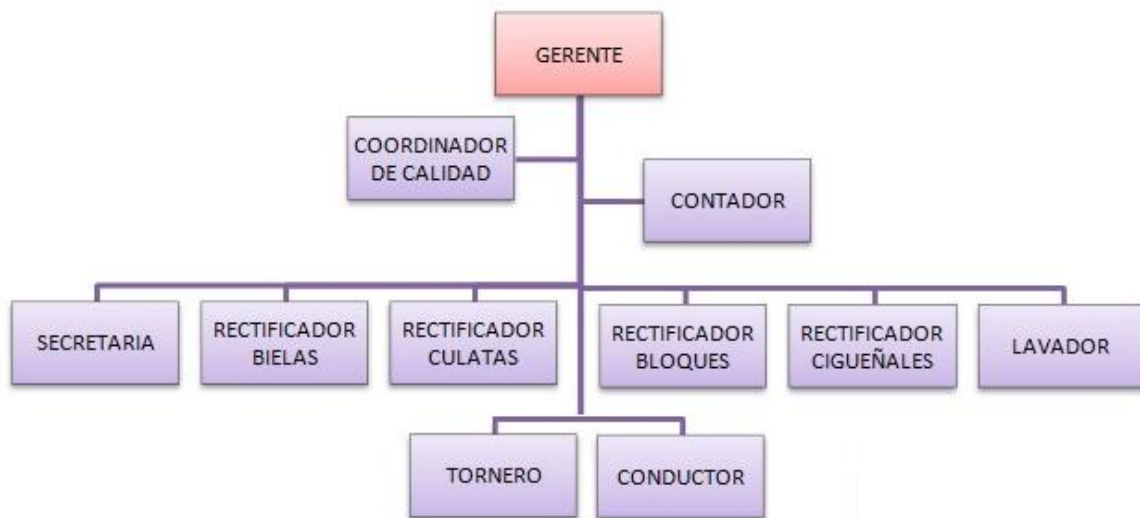 GERENTE
COORDINADOR
DE CALIDAD
CONTADOR
SECRETARIA
RECTIFICADOR
BIELAS
RECTIFICADOR
CULATAS
RECTIFICADOR
BLOQUES
RECTIFICADOR
CIGUEÑALES
LAVADOR
TORNERO
CONDUCTOR